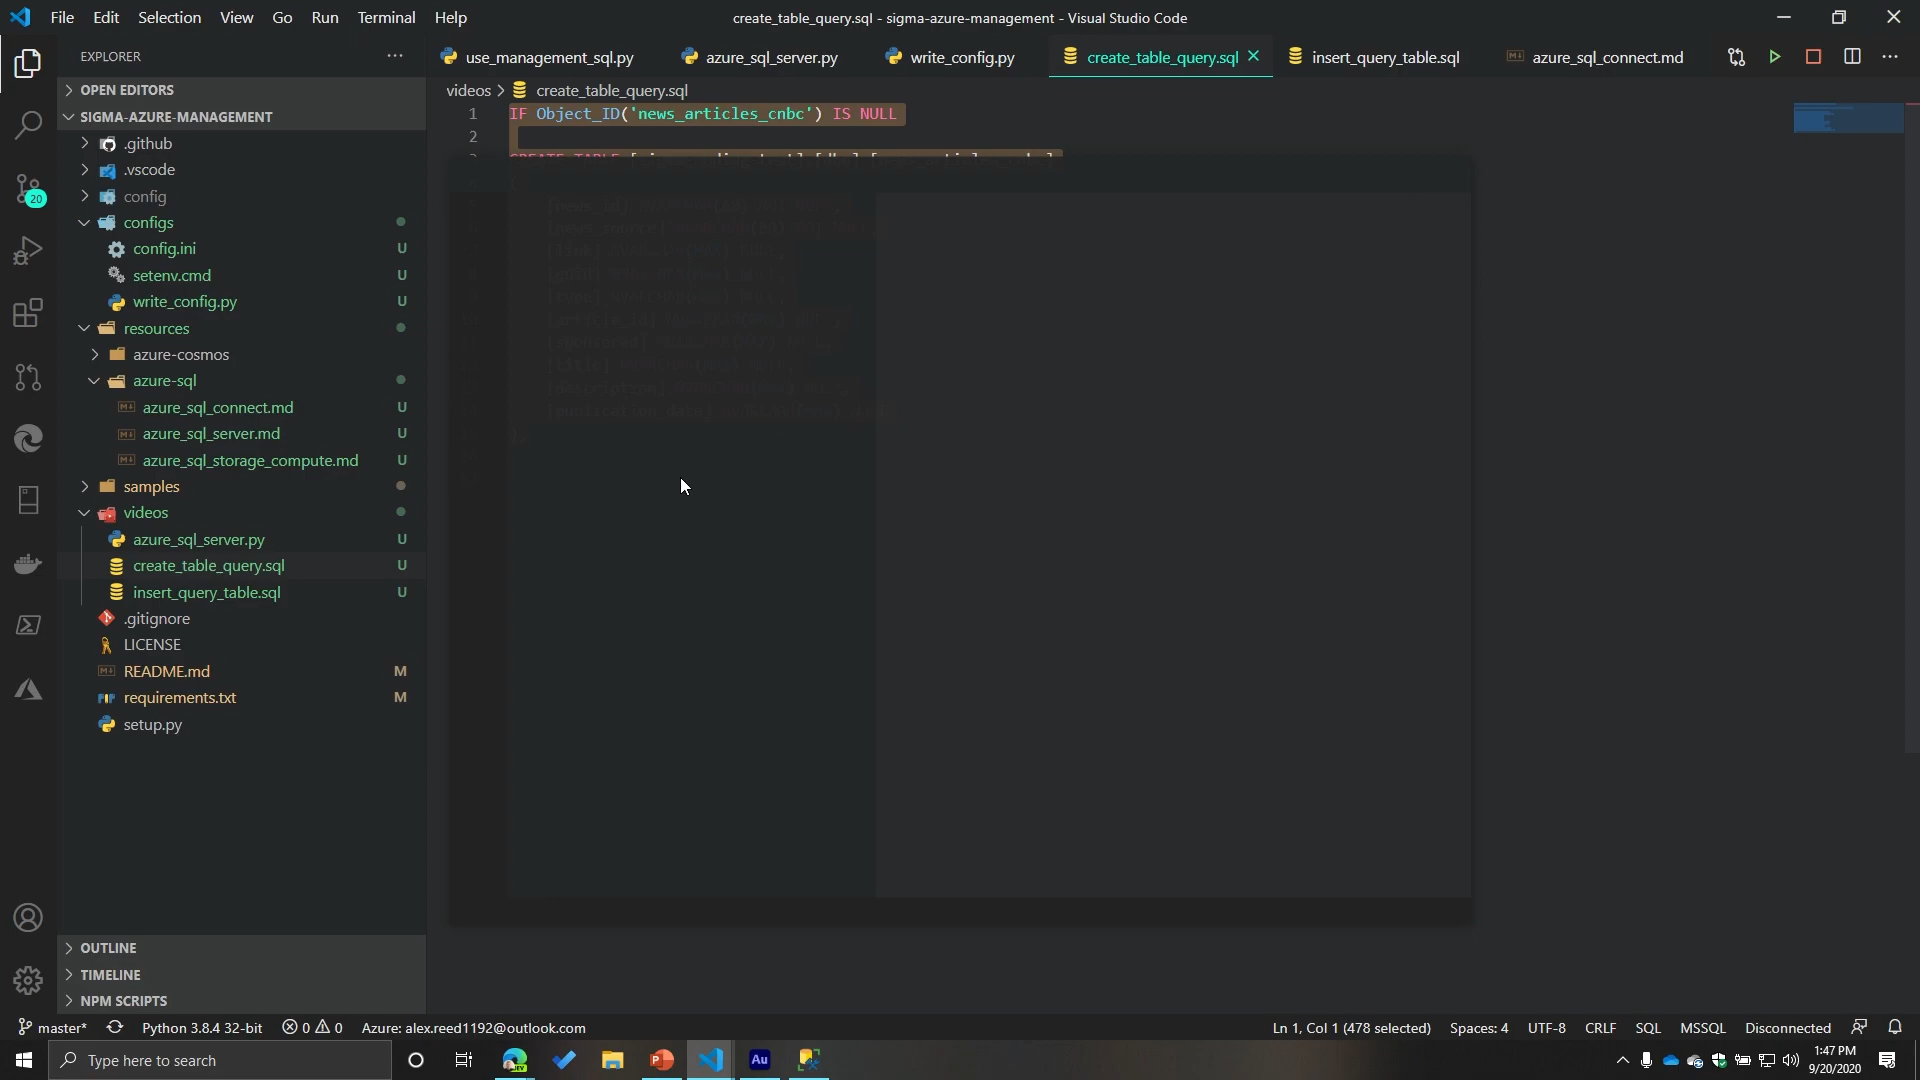 File Edit Selection View Go Run Terminal Help
create_table_query.sql - sigma-azure-management - Visual Studio Code
EXPLORER
use_management_sql.py
azure_sql_server.py
write_config.py
create_table_query.sql
insert_query_table.sql
azure_sql_connect.md
OPEN EDITORS
SIGMA-AZURE-MANAGEMENT
.github
.vscode
config
configs
config.ini U
setenv.cmd U
write_config.py U
resources
azure-cosmos
azure-sql
azure_sql_connect.md U
azure_sql_server.md U
azure_sql_storage_compute.md U
samples
videos
azure_sql_server.py U
create_table_query.sql U
insert_query_table.sql U
.gitignore
LICENSE
README.md M
requirements.txt M
setup.py
OUTLINE
TIMELINE
NPM SCRIPTS
20
videos > create_table_query.sql
1 IF Object_ID('news_articles_cnbc') IS NULL
2
master* Python 3.8.4 32-bit 0 0 Azure: alex.reed1192@outlook.com
Ln 1, Col 1 (478 selected) Spaces: 4 UTF-8 CRLF SQL MSSQL Disconnected
Type here to search
Au
1:47 PM
9/20/2020